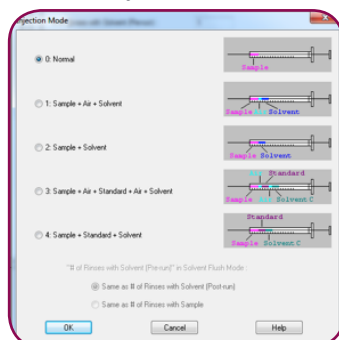 Injection Mode
0: Normal
Sample
1: Sample + Air + Solvent
Sample Solvent
2: Sample + Solvent
Sample Solvent
3: Sample + Air + Standard + Air + Solvent
Standard
Sample Solvent C
4: Sample + Standard + Solvent
Standard
Sample Solvent C
"# of Rinses with Solvent (Pre-run)" in Solvent Flush Mode :
Same as # of Rinses with Solvent (Post-run)
Same as # of Rinses with Sample
OK Cancel Help